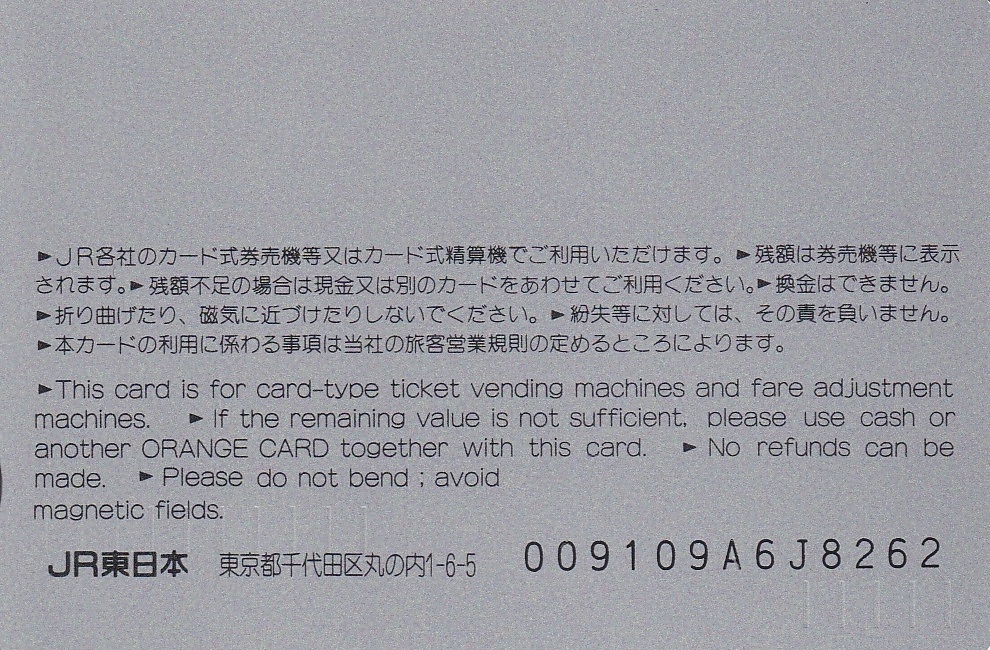 ►JR各社のカード式券売機等又はカード式精算機でご利用いただけます。►残額は券売機等に表示
されます。►残額不足の場合は現金又は別のカードをあわせてご利用ください。►換金はできません。
►折り曲げたり、磁気に近づけたりしないでください。►紛失等に対しては、その責を負いません。
►本カードの利用に係わる事項は当社の旅客営業規則の定めるところによります。
►This card is for card-type ticket vending machines and fare adjustment
machines. ►If the remaining value is not sufficient, please use cash or
another ORANGE CARD together with this card. ►No refunds can be
made. ►Please do not bend ; avoid
magnetic fields.
JR東日本 東京都千代田区丸の内1-6-5 009109A6J8262